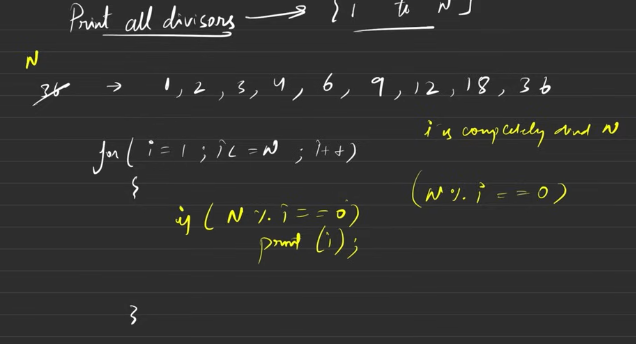 Print all divisors → [1 to N]
N
36 → 1, 2, 3, 4, 6, 9, 12, 18, 36
i is completely divd N
for( i = 1 ; i <= N ; i++)
{
(N % i == 0)
if ( N % i == 0)
print (i);
}